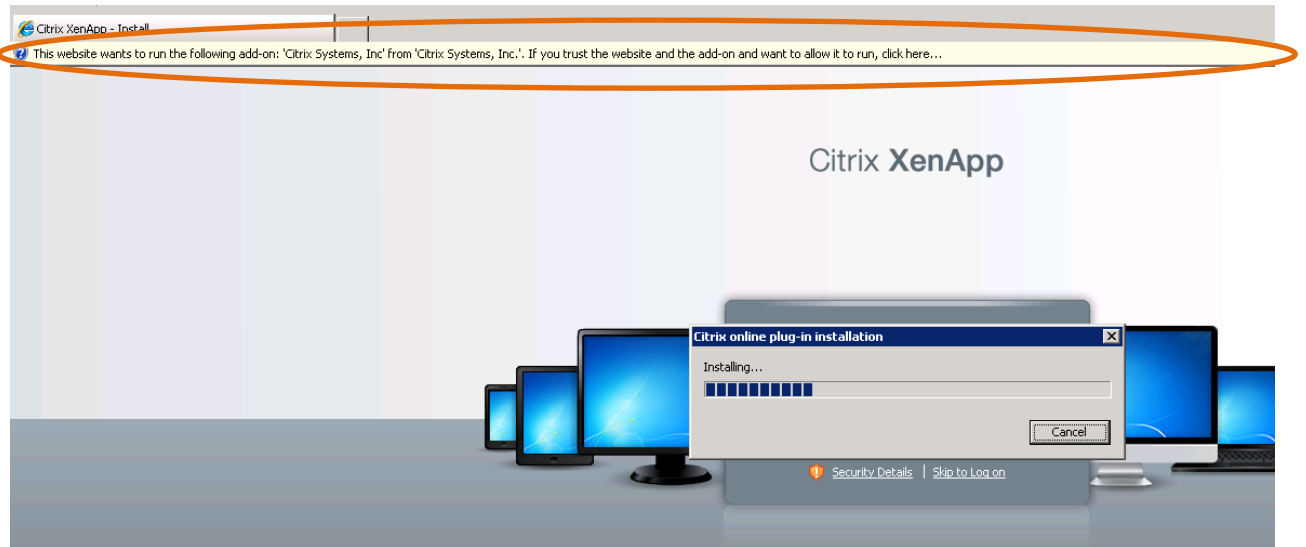 Citrix XenApp - Install
This website wants to run the following add-on: 'Citrix Systems, Inc' from 'Citrix Systems, Inc.'. If you trust the website and the add-on and want to allow it to run, click here...
Citrix XenApp
Citrix online plug-in installation
Installing...
Cancel
Security Details | Skip to Log on